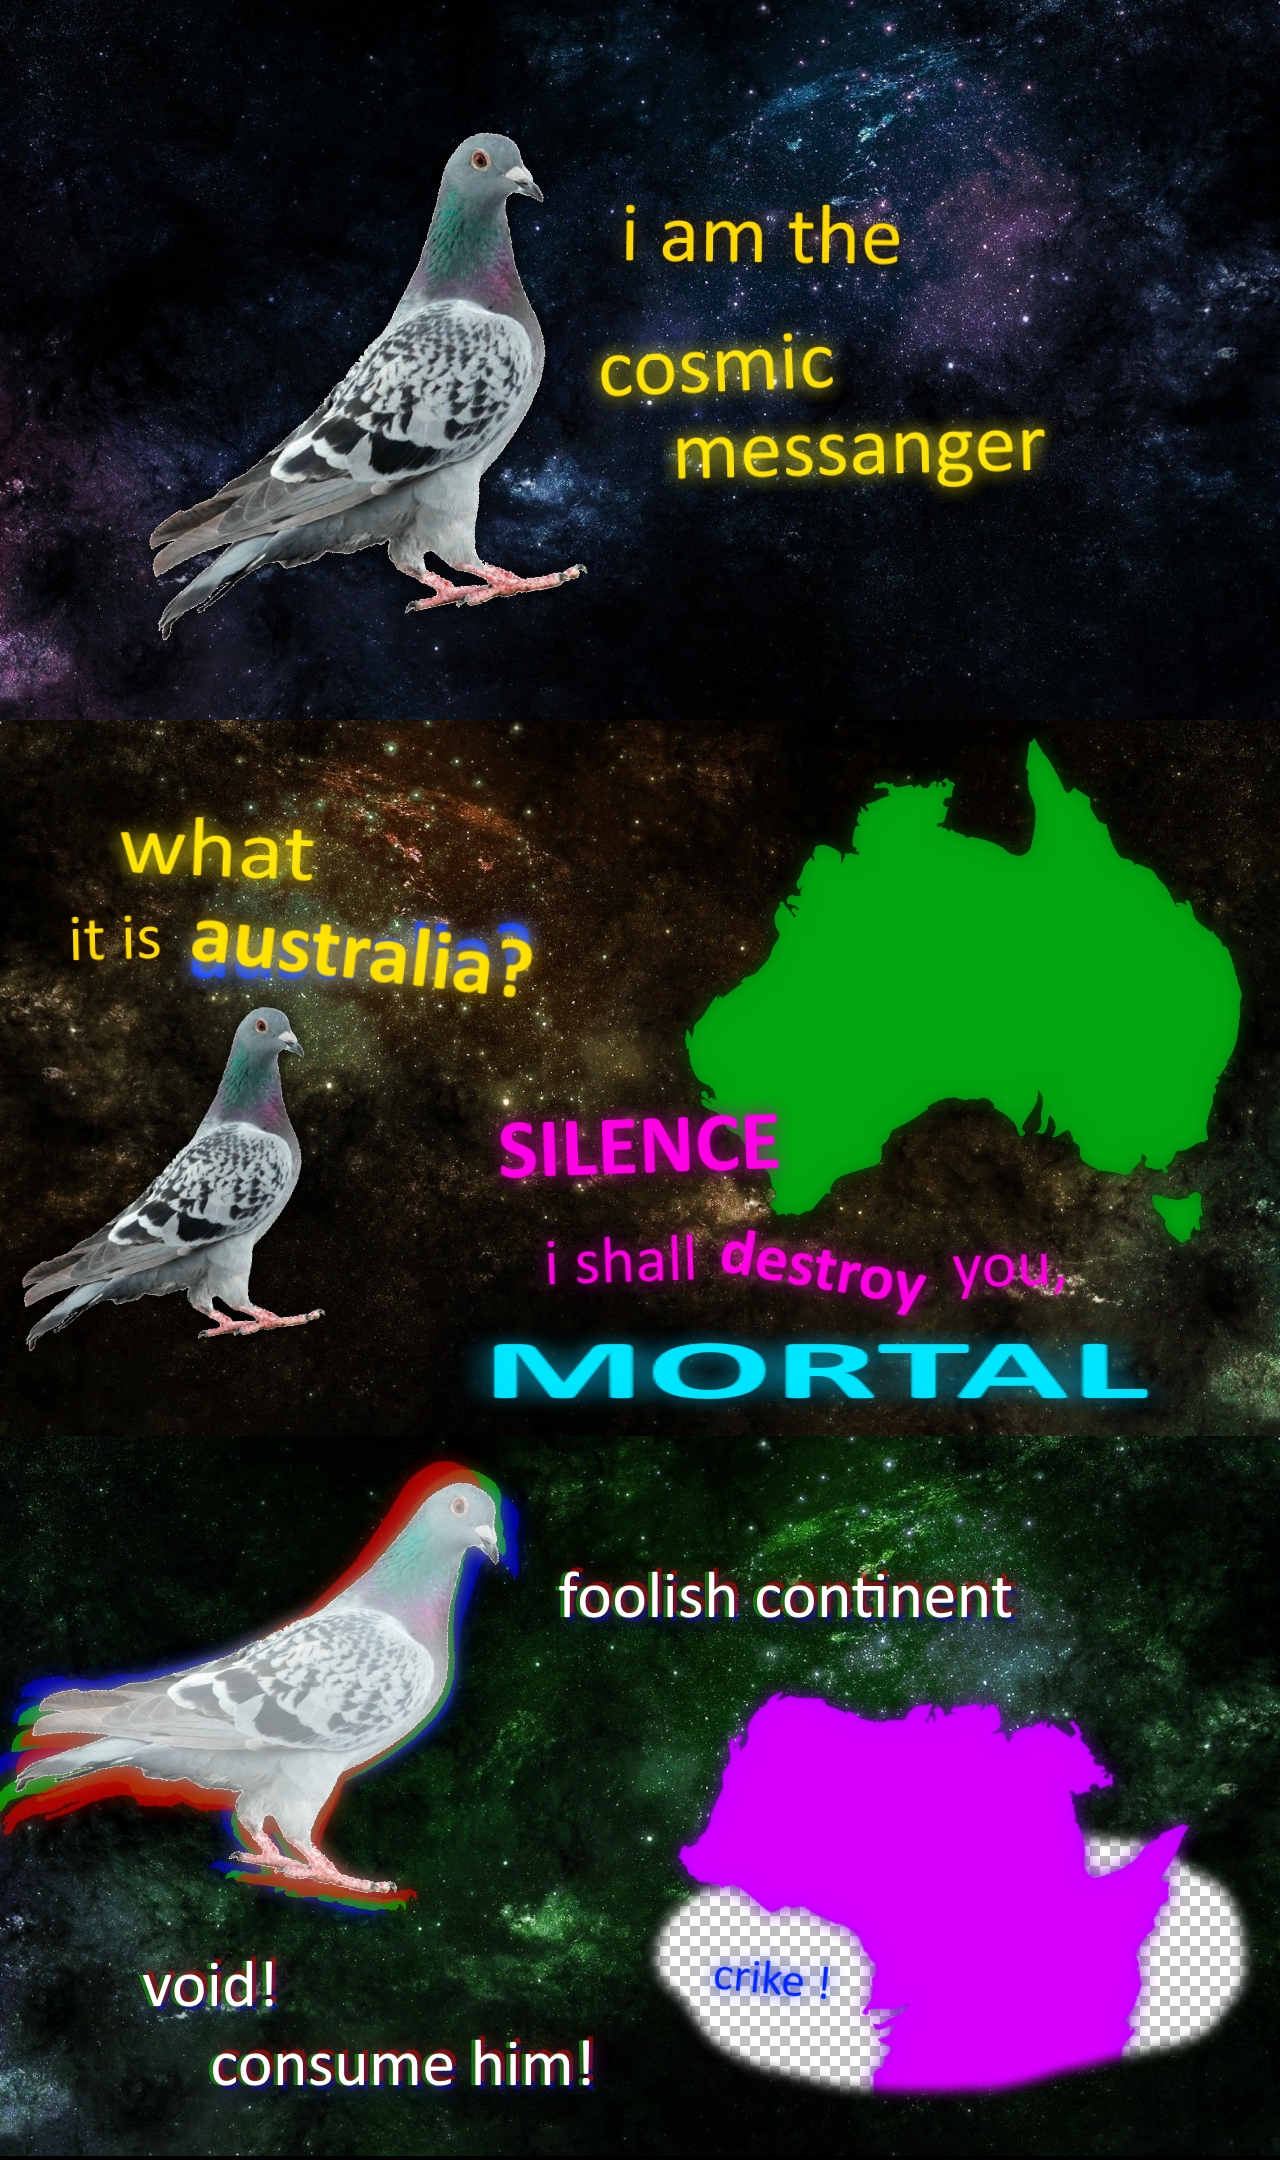 i am the
cosmic
messanger
what
it is australia?
SILENCE
i shall destroy you,
MORTAL
foolish continent
crike !
void!
consume him!